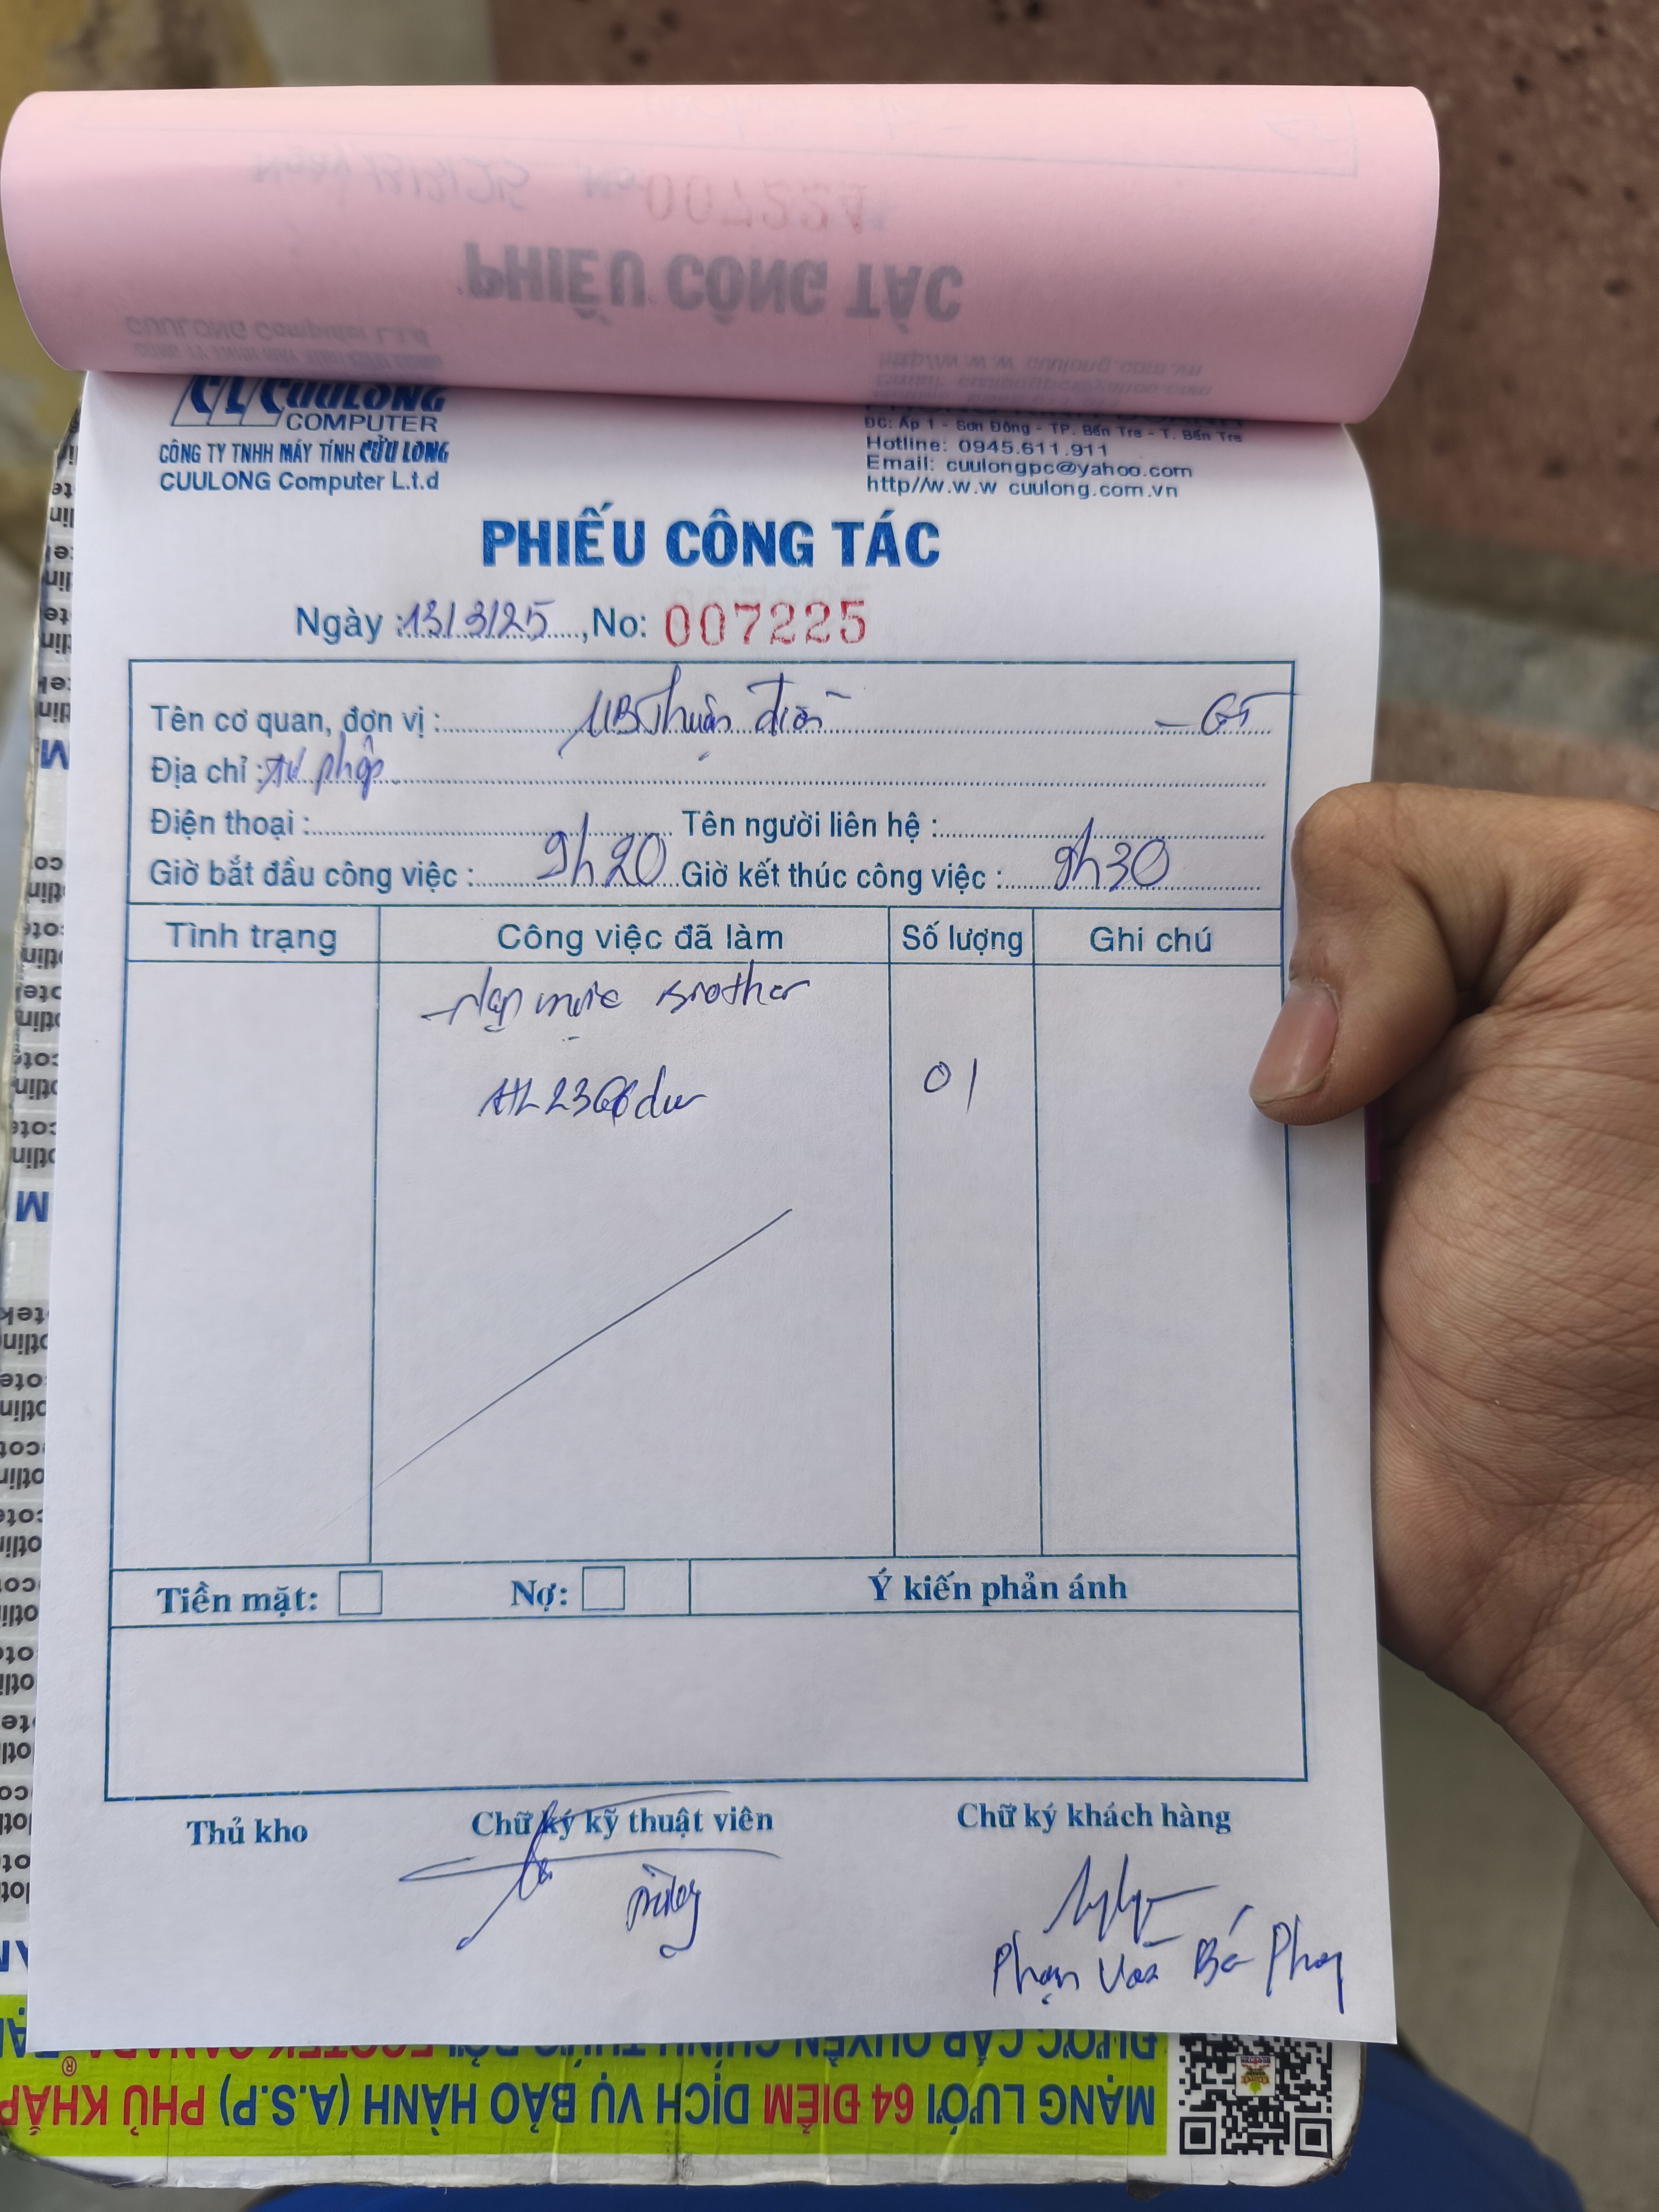 CL CUULONG
COMPUTER
CÔNG TY TNHH MÁY TÍNH CỬU LONG
CUULONG Computer L.t.d
ĐC: Ấp 1 - Sơn Đông - TP. Bến Tre - T. Bến Tre
Hotline: 0945.611.911
Email: cuulongpc@yahoo.com
http//w.w.w cuulong.com.vn
PHIẾU CÔNG TÁC
Ngày : 13/3/25, No: 007225
Tên cơ quan, đơn vị : UB Thuận Điền - GT
Địa chỉ : Tư pháp
Điện thoại : Tên người liên hệ :
Giờ bắt đầu công việc : 9h20 Giờ kết thúc công việc : 9h30
Tình trạng Công việc đã làm Số lượng Ghi chú
- Nạp mực Brother
HL 2366dw 01
Tiền mặt: Nợ: Ý kiến phản ánh
Thủ kho Chữ ký kỹ thuật viên Chữ ký khách hàng
Phạm Văn Bé
MẠNG LƯỚI 64 ĐIỂM DỊCH VỤ BẢO HÀNH (A.S.P) PHỦ KHẮP